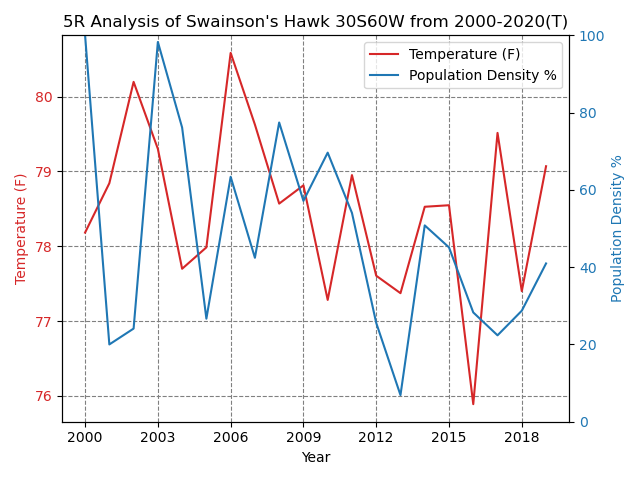 5R Analysis of Swainson's Hawk 30S60W from 2000-2020(T)
Temperature (F)
Population Density %
80
79
78
77
76
Temperature (F)
100
80
60
40
20
0
Population Density %
2000 2003 2006 2009 2012 2015 2018
Year